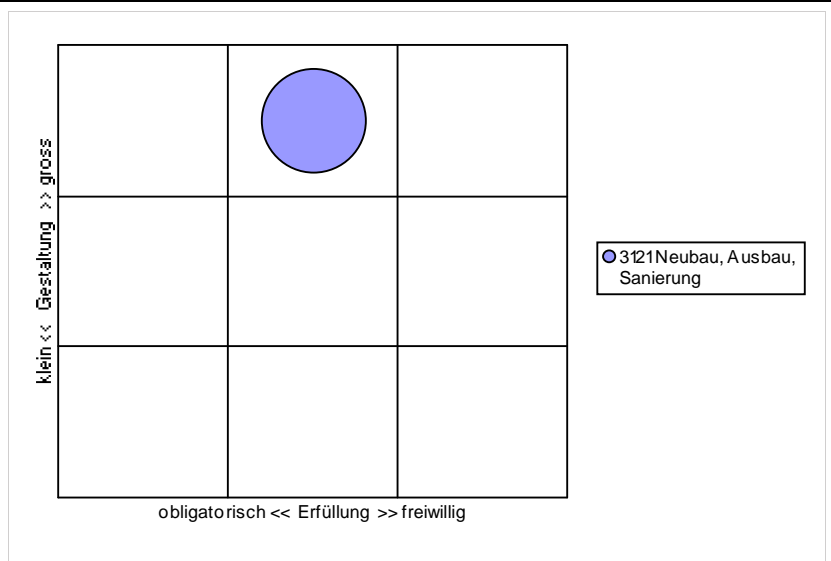 klein << Gestaltung >> gross
3121 Neubau, Ausbau,
Sanierung
obligatorisch << Erfüllung >> freiwillig